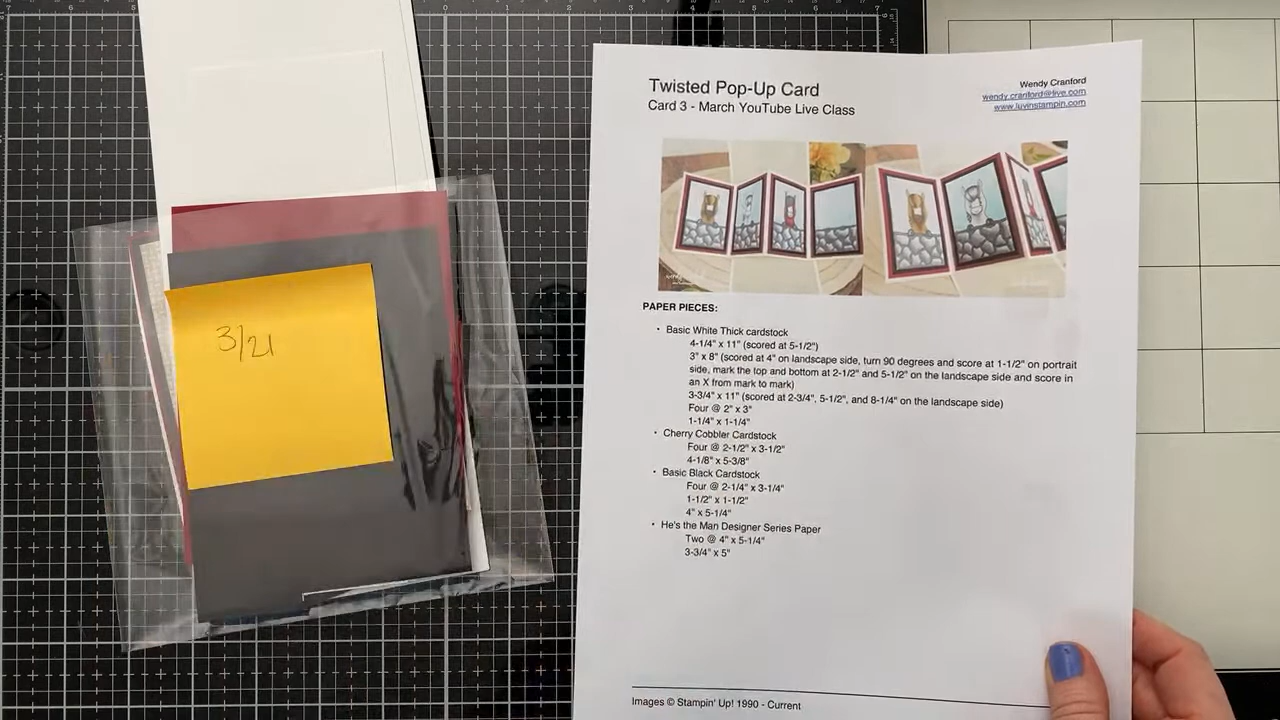 3/21
Twisted Pop-Up Card
Card 3 - March YouTube Live Class
Wendy Cranford
wendy.cranford@live.com
www.luvinstampin.com
PAPER PIECES:
• Basic White Thick cardstock
4-1/4" x 11" (scored at 5-1/2")
3" x 8" (scored at 4" on landscape side, turn 90 degrees and score at 1-1/2" on portrait
side, mark the top and bottom at 2-1/2" and 5-1/2" on the landscape side and score in
an X from mark to mark)
3-3/4" x 11" (scored at 2-3/4", 5-1/2", and 8-1/4" on the landscape side)
Four @ 2" x 3"
1-1/4" x 1-1/4"
• Cherry Cobbler Cardstock
Four @ 2-1/2" x 3-1/2"
4-1/8" x 5-3/8"
• Basic Black Cardstock
Four @ 2-1/4" x 3-1/4"
1-1/2" x 1-1/2"
4" x 5-1/4"
• He's the Man Designer Series Paper
Two @ 4" x 5-1/4"
3-3/4" x 5"
Images © Stampin' Up! 1990 - Current